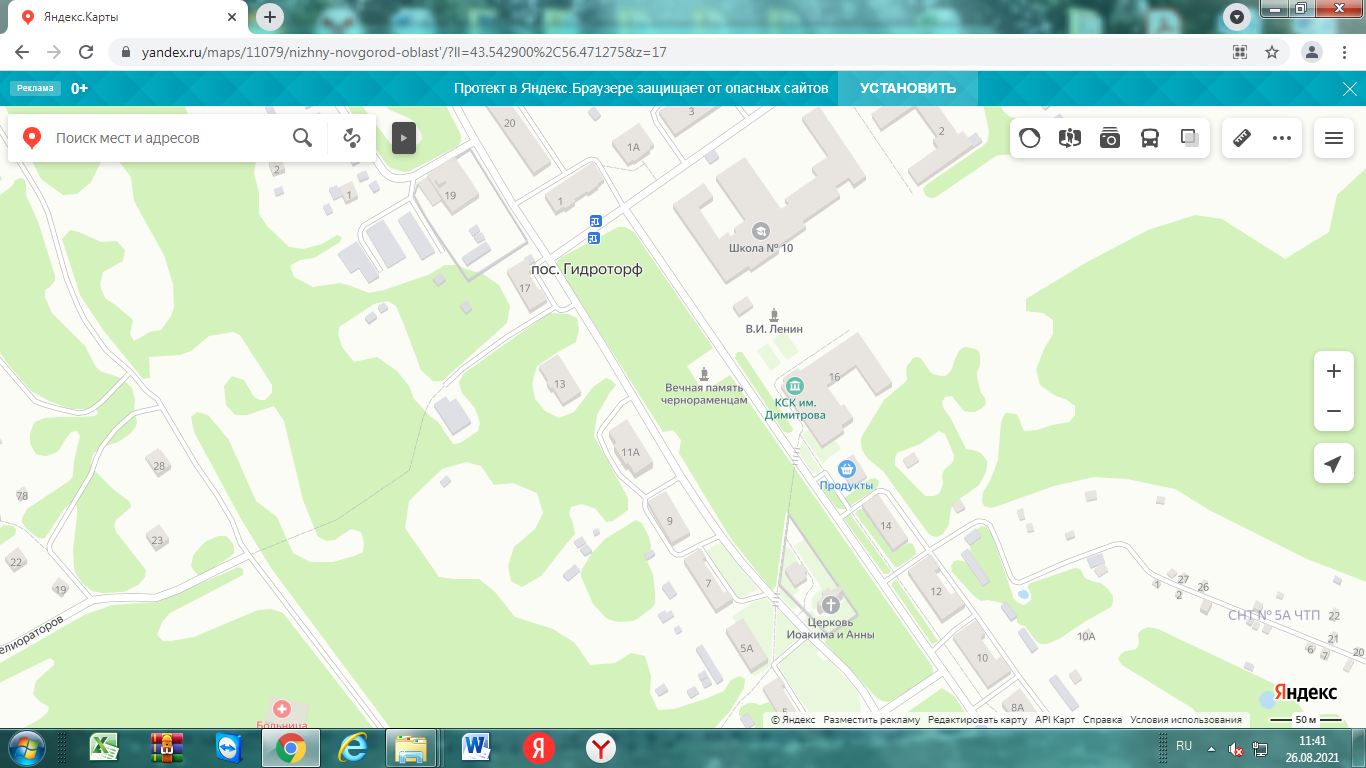 Яндекс.Карты
yandex.ru/maps/11079/nizhny-novgorod-oblast'/?ll=43.542900%2C56.471275&z=17
Реклама
0+
Протект в Яндекс.Браузере защищает от опасных сайтов
УСТАНОВИТЬ
Поиск мест и адресов
20
3
1А
2
2
1
19
1
Школа № 10
пос. Гидроторф
17
В.И. Ленин
13
Вечная память
чернораменцам
16
КСК им.
Димитрова
11А
28
Продукты
78
9
14
23
22
19
7
12
1
27
26
2
СНТ № 5А ЧТП
22
Церковь
Иоакима и Анны
10А
21
6
7
20
5А
10
елиораторов
5
8А
Больница
Яндекс
© Яндекс Разместить рекламу Редактировать карту API Карт Справка Условия использования
50 м
RU
11:41
26.08.2021